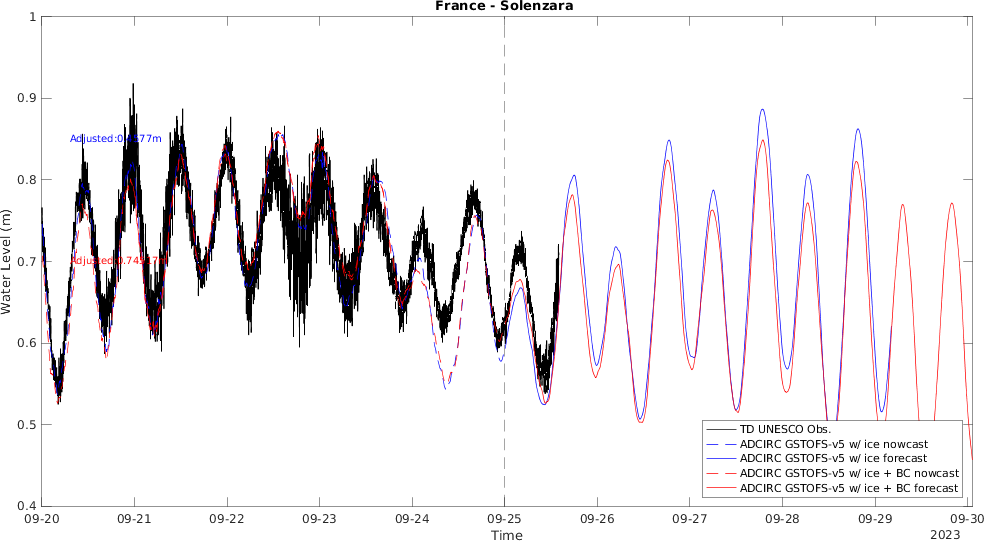 France - Solenzara
1
0.9
0.8
0.7
0.6
0.5
0.4
Water Level (m)
TD UNESCO Obs.
ADCIRC GSTOFS-v5 w/ ice nowcast
ADCIRC GSTOFS-v5 w/ ice forecast
ADCIRC GSTOFS-v5 w/ ice + BC nowcast
ADCIRC GSTOFS-v5 w/ ice + BC forecast
09-20 09-21 09-22 09-23 09-24 09-25 09-26 09-27 09-28 09-29 09-30
Time
2023